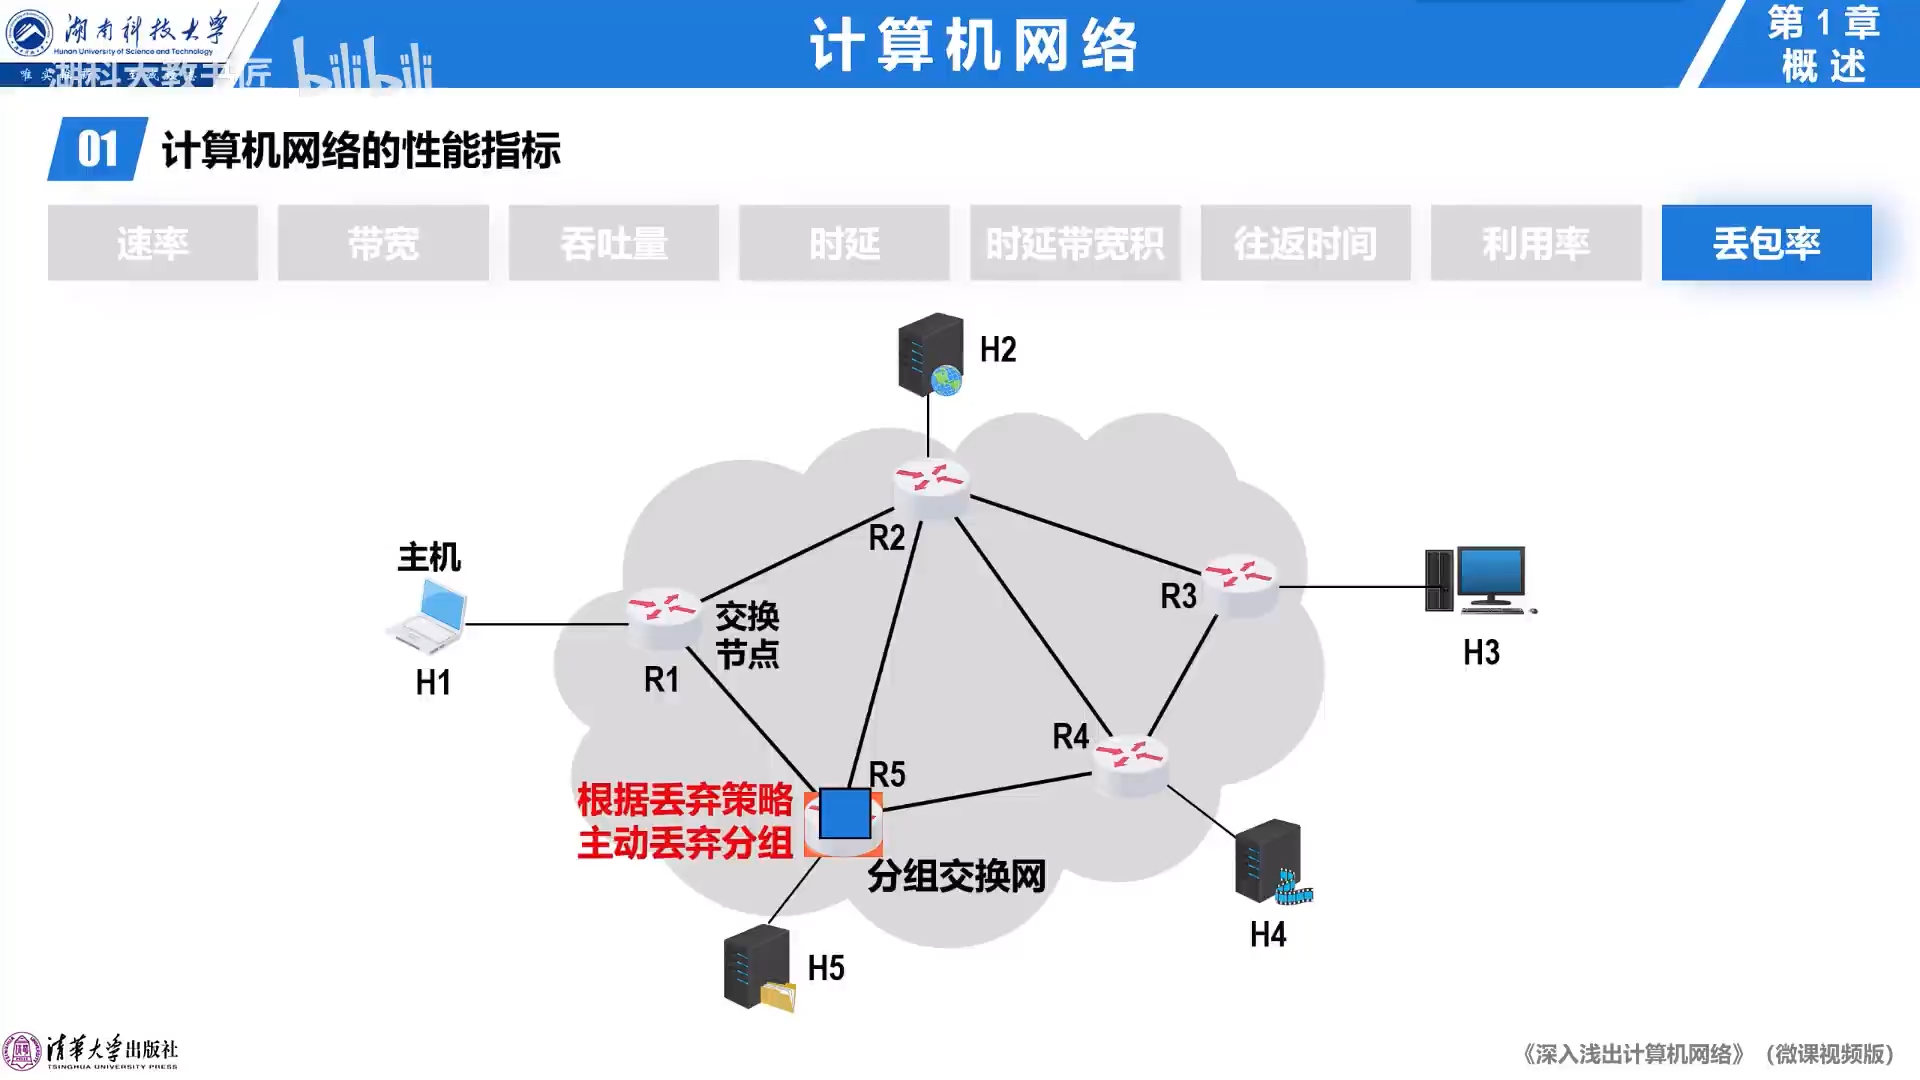 湖南科技大学
Hunan University of Science and Technology
湖科大教书匠
bilibili
计算机网络
第1章
概述
01
计算机网络的性能指标
速率
带宽
吞吐量
时延
时延带宽积
往返时间
利用率
丢包率
H2
R2
主机
R3
交换
节点
H3
H1
R1
R4
R5
根据丢弃策略
主动丢弃分组
分组交换网
H4
H5
清华大学出版社
TSINGHUA UNIVERSITY PRESS
《深入浅出计算机网络》（微课视频版）